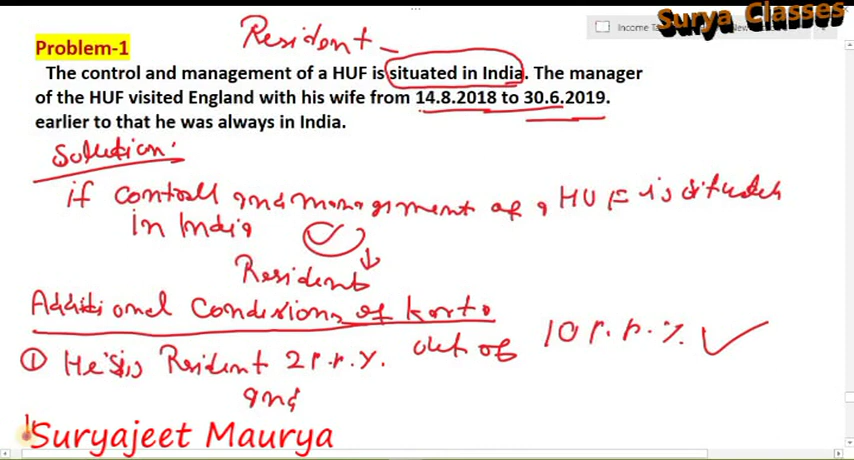 Surya Classes
Income Ta
New
Resident -
Problem-1
The control and management of a HUF is situated in India. The manager
of the HUF visited England with his wife from 14.8.2018 to 30.6.2019.
earlier to that he was always in India.
Solution:
if controll and management of a HUF is situated
in India
Resident
Additional Conditions of karta
① He is Resident 2 P.P.Y. out of 10 P.P.Y.
and
Suryajeet Maurya